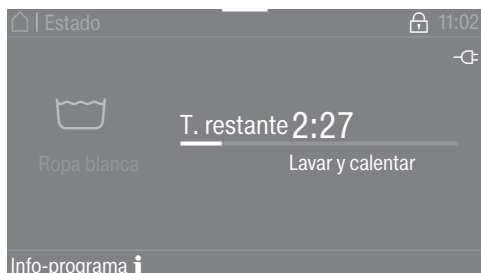 | Estado
11:02
T. restante 2:27
Ropa blanca
Lavar y calentar
Info-programa i